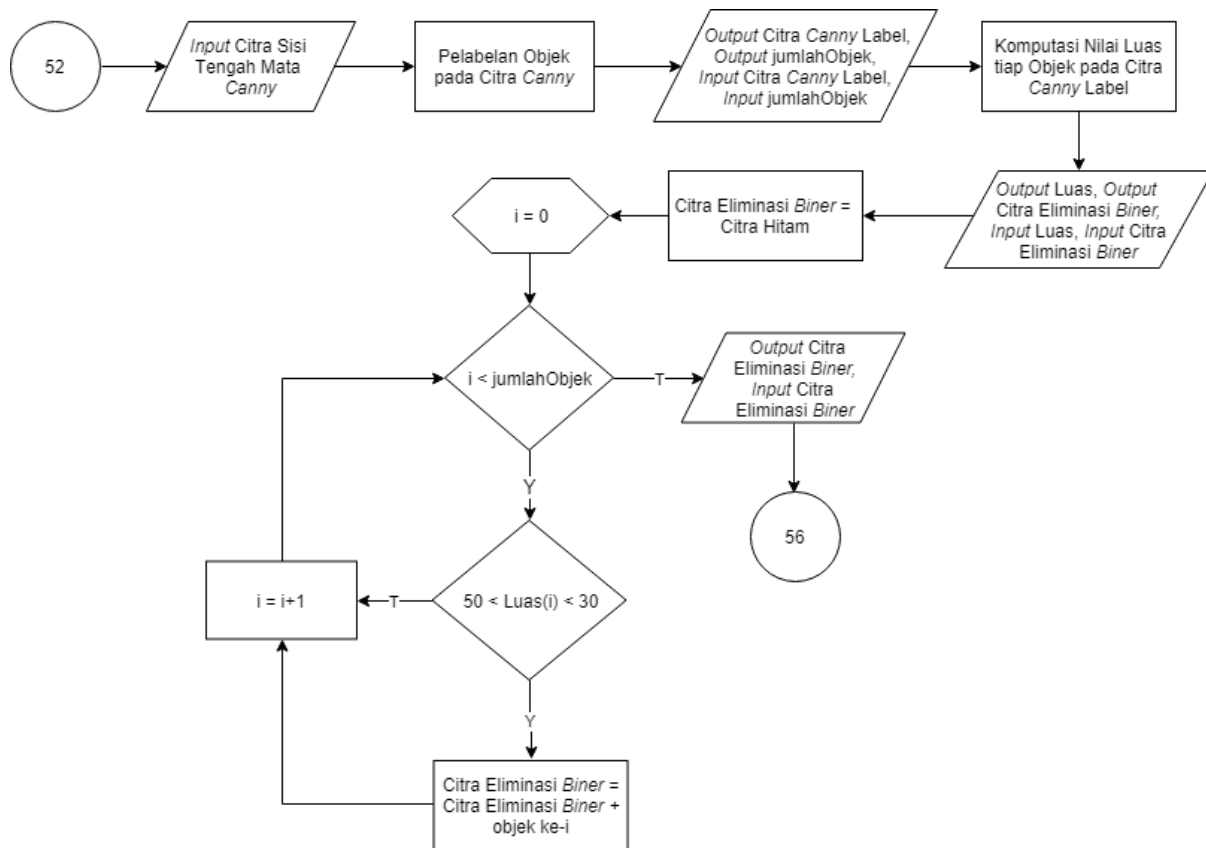 52
Input Citra Sisi
Tengah Mata
Canny
Pelabelan Objek
pada Citra Canny
Output Citra Canny Label,
Output jumlahObjek,
Input Citra Canny Label,
Input jumlahObjek
Komputasi Nilai Luas
tiap Objek pada Citra
Canny Label
Output Luas, Output
Citra Eliminasi Biner,
Input Luas, Input Citra
Eliminasi Biner
Citra Eliminasi Biner =
Citra Hitam
i = 0
i < jumlahObjek
T
Output Citra
Eliminasi Biner,
Input Citra
Eliminasi Biner
56
Y
50 < Luas(i) < 30
T
i = i+1
Y
Citra Eliminasi Biner =
Citra Eliminasi Biner +
objek ke-i